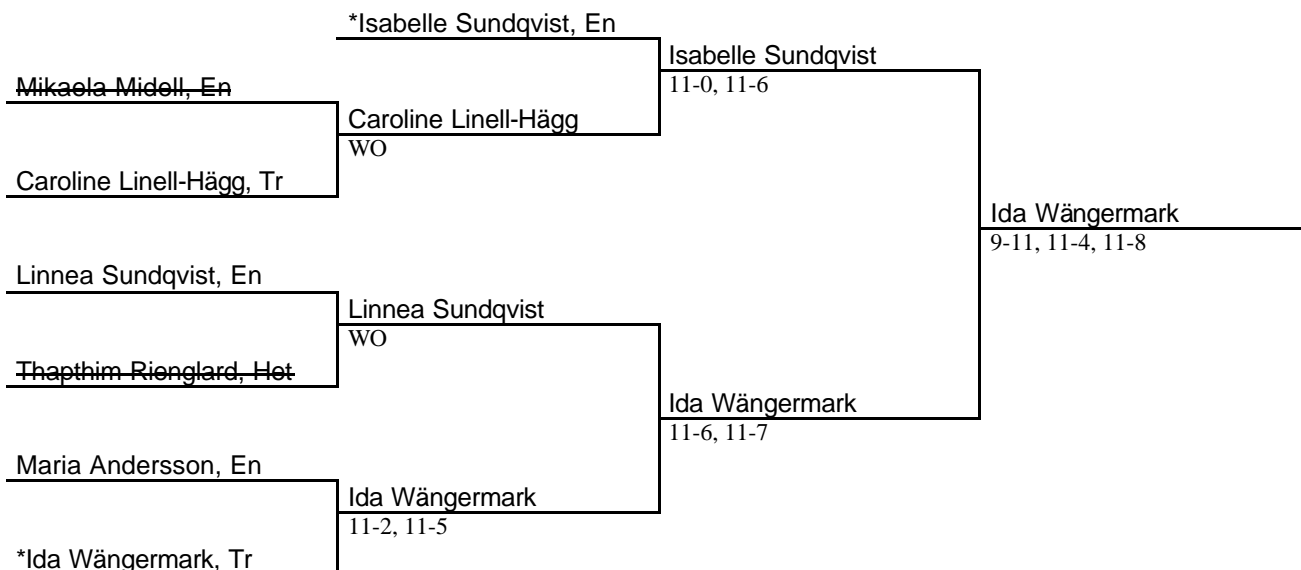 *Isabelle Sundqvist, En
Isabelle Sundqvist
11-0, 11-6
Mikaela Midell, En
Caroline Linell-Hägg
WO
Caroline Linell-Hägg, Tr
Ida Wängermark
9-11, 11-4, 11-8
Linnea Sundqvist, En
Linnea Sundqvist
WO
Thapthim Rienglard, Hot
Ida Wängermark
11-6, 11-7
Maria Andersson, En
Ida Wängermark
11-2, 11-5
*Ida Wängermark, Tr